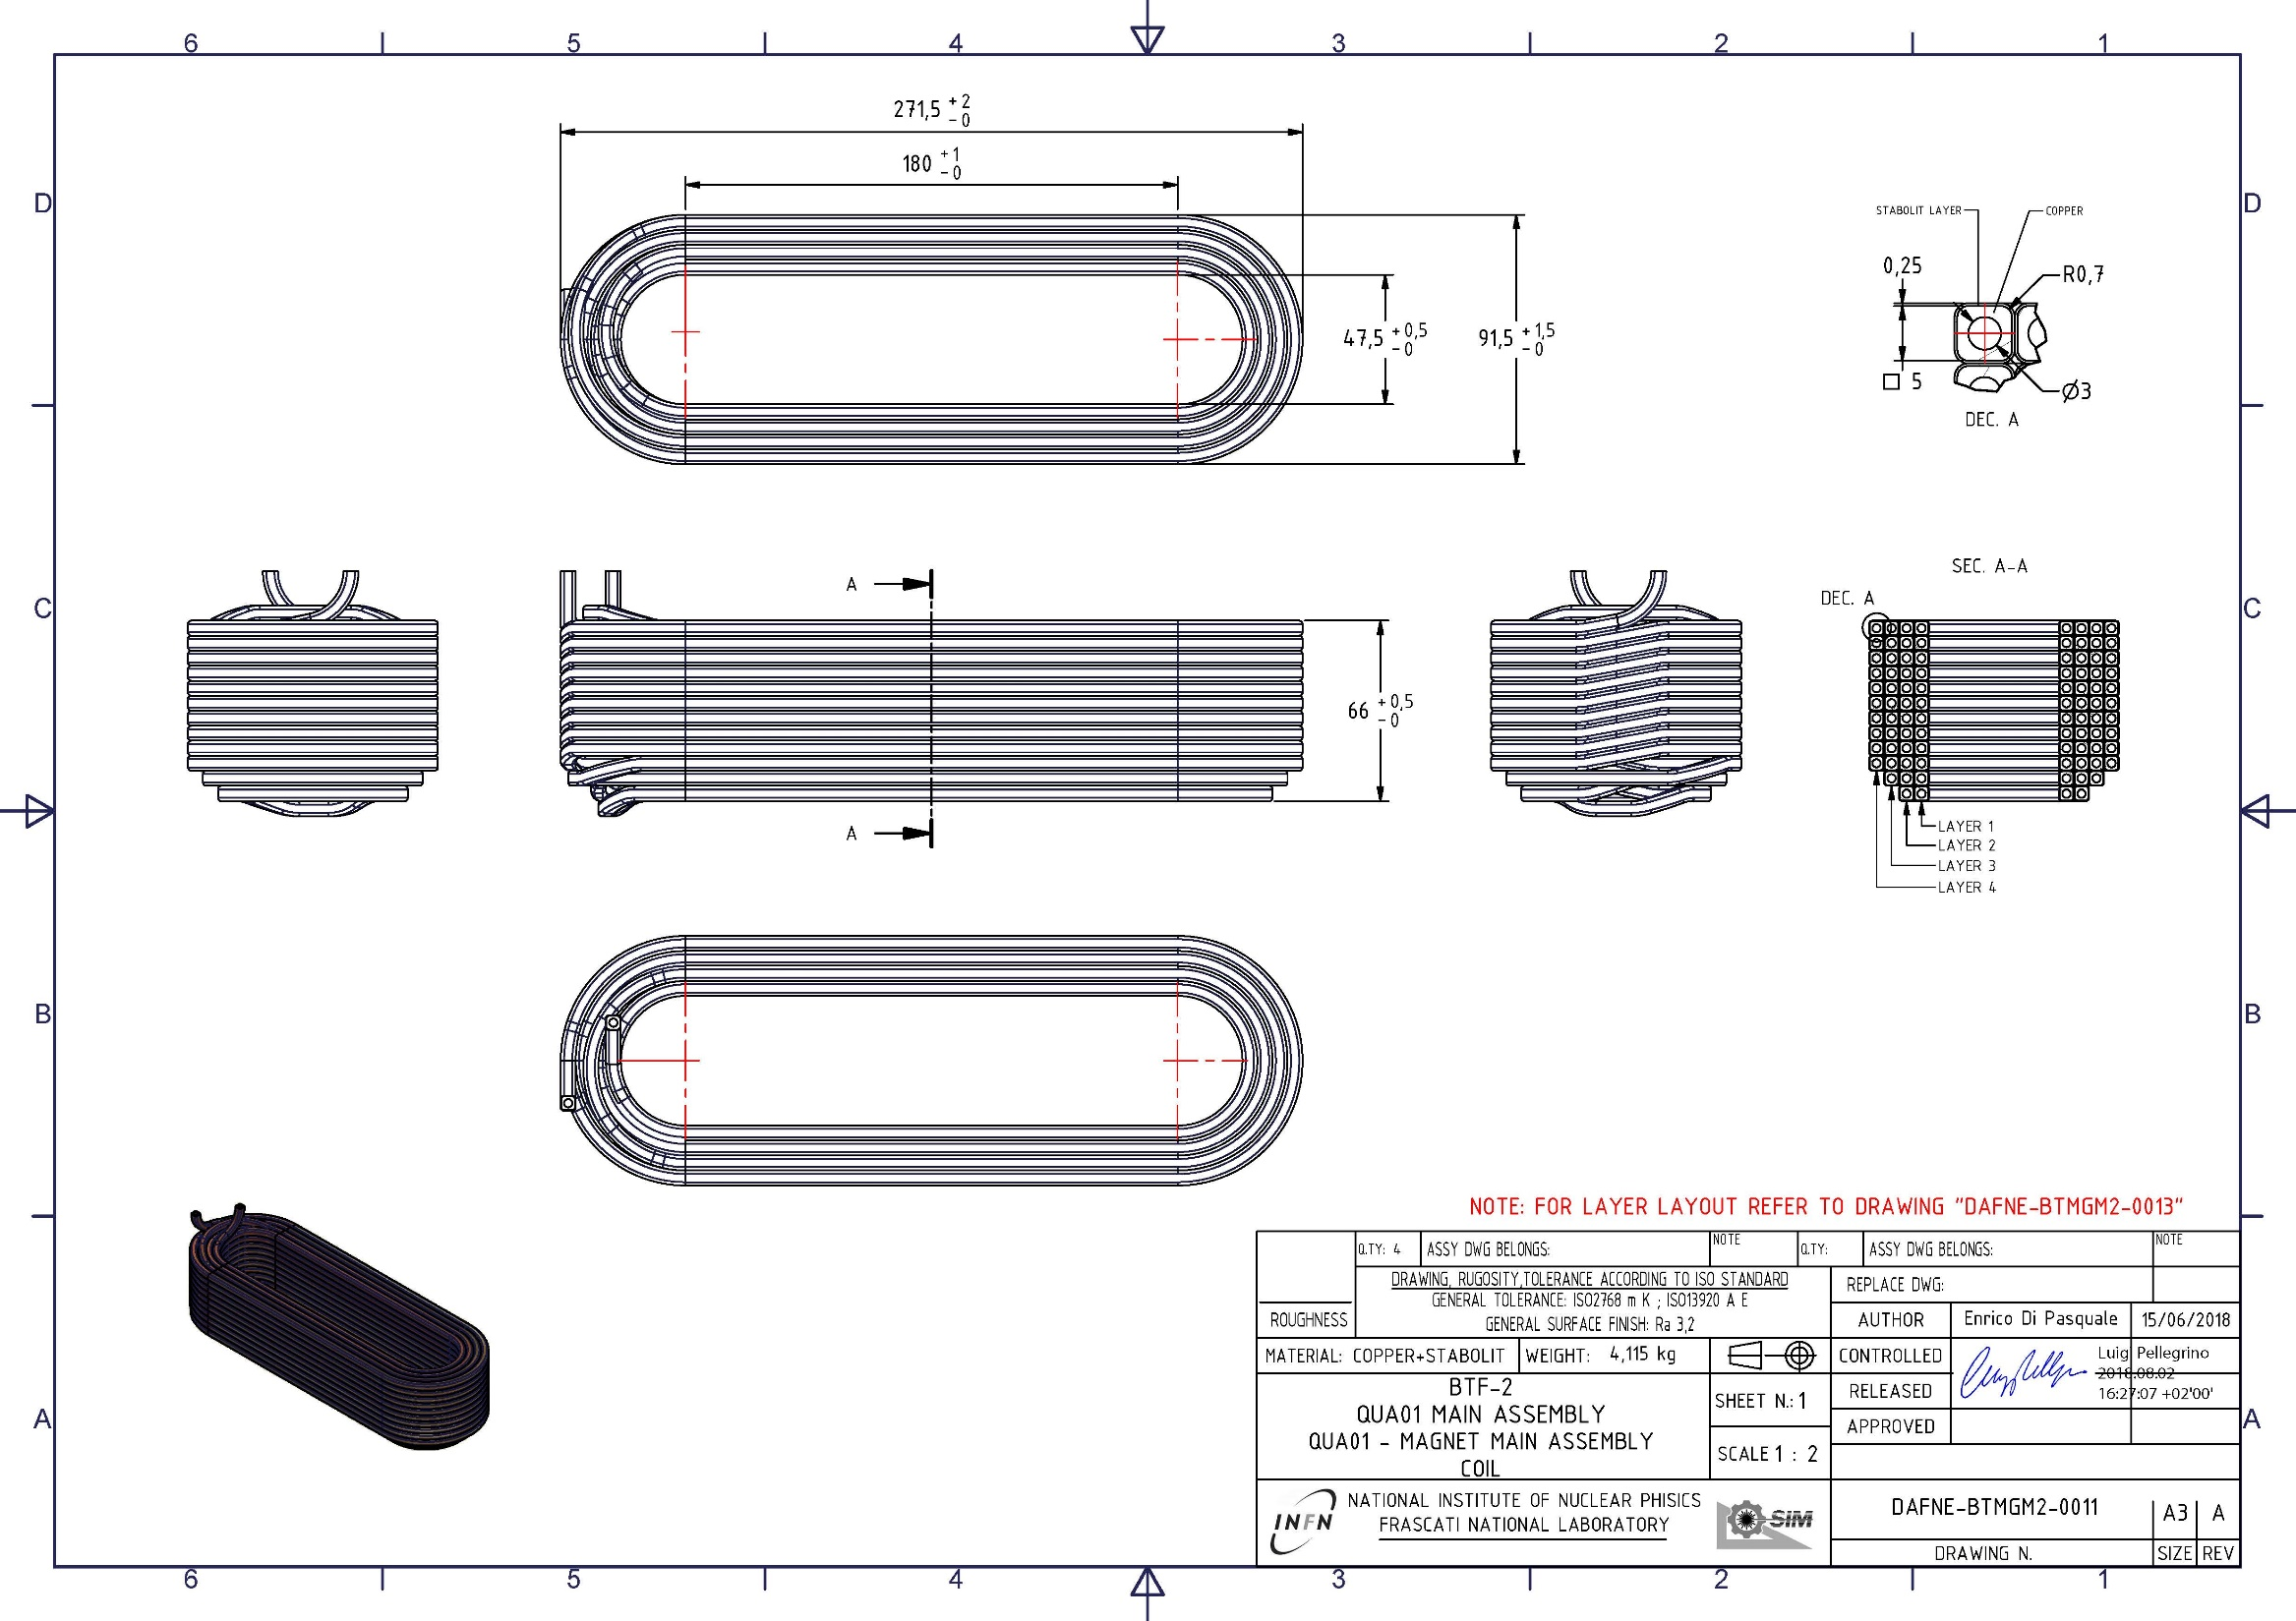 6 5 4 3 2 1
D D
C C
B B
A A
271,5 +2 -0
180 +1 -0
47,5 +0,5 -0
91,5 +1,5 -0
STABOLIT LAYER
COPPER
0,25
R0,7
□ 5
Ø3
DEC. A
A
A
66 +0,5 -0
SEC. A-A
DEC. A
LAYER 1
LAYER 2
LAYER 3
LAYER 4
NOTE: FOR LAYER LAYOUT REFER TO DRAWING "DAFNE-BTMGM2-0013"
Q.TY: 4 ASSY DWG BELONGS: NOTE Q.TY: ASSY DWG BELONGS: NOTE
DRAWING, RUGOSITY,TOLERANCE ACCORDING TO ISO STANDARD
GENERAL TOLERANCE: ISO2768 m K ; ISO13920 A E
GENERAL SURFACE FINISH: Ra 3,2
ROUGHNESS
REPLACE DWG:
AUTHOR Enrico Di Pasquale 15/06/2018
MATERIAL: COPPER+STABOLIT WEIGHT: 4,115 kg
CONTROLLED
RELEASED
APPROVED
Luigi Pellegrino
2018.08.02
16:27:07 +02'00'
BTF-2
QUA01 MAIN ASSEMBLY
QUA01 - MAGNET MAIN ASSEMBLY
COIL
SHEET N.: 1
SCALE 1 : 2
INFN
NATIONAL INSTITUTE OF NUCLEAR PHISICS
FRASCATI NATIONAL LABORATORY
SIM
DAFNE-BTMGM2-0011 A3 A
DRAWING N. SIZE REV
6 5 4 3 2 1